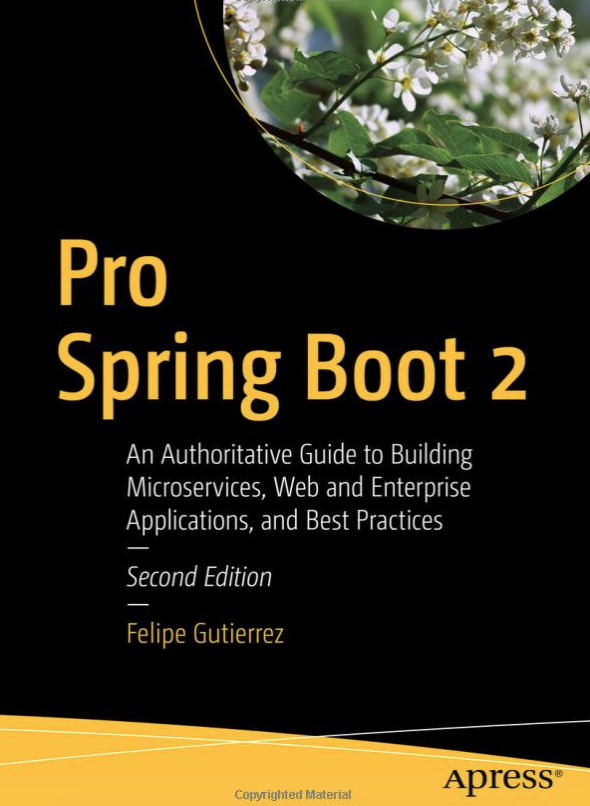 Pro
Spring Boot 2
An Authoritative Guide to Building
Microservices, Web and Enterprise
Applications, and Best Practices
—
Second Edition
—
Felipe Gutierrez
Apress®
Copyrighted Material